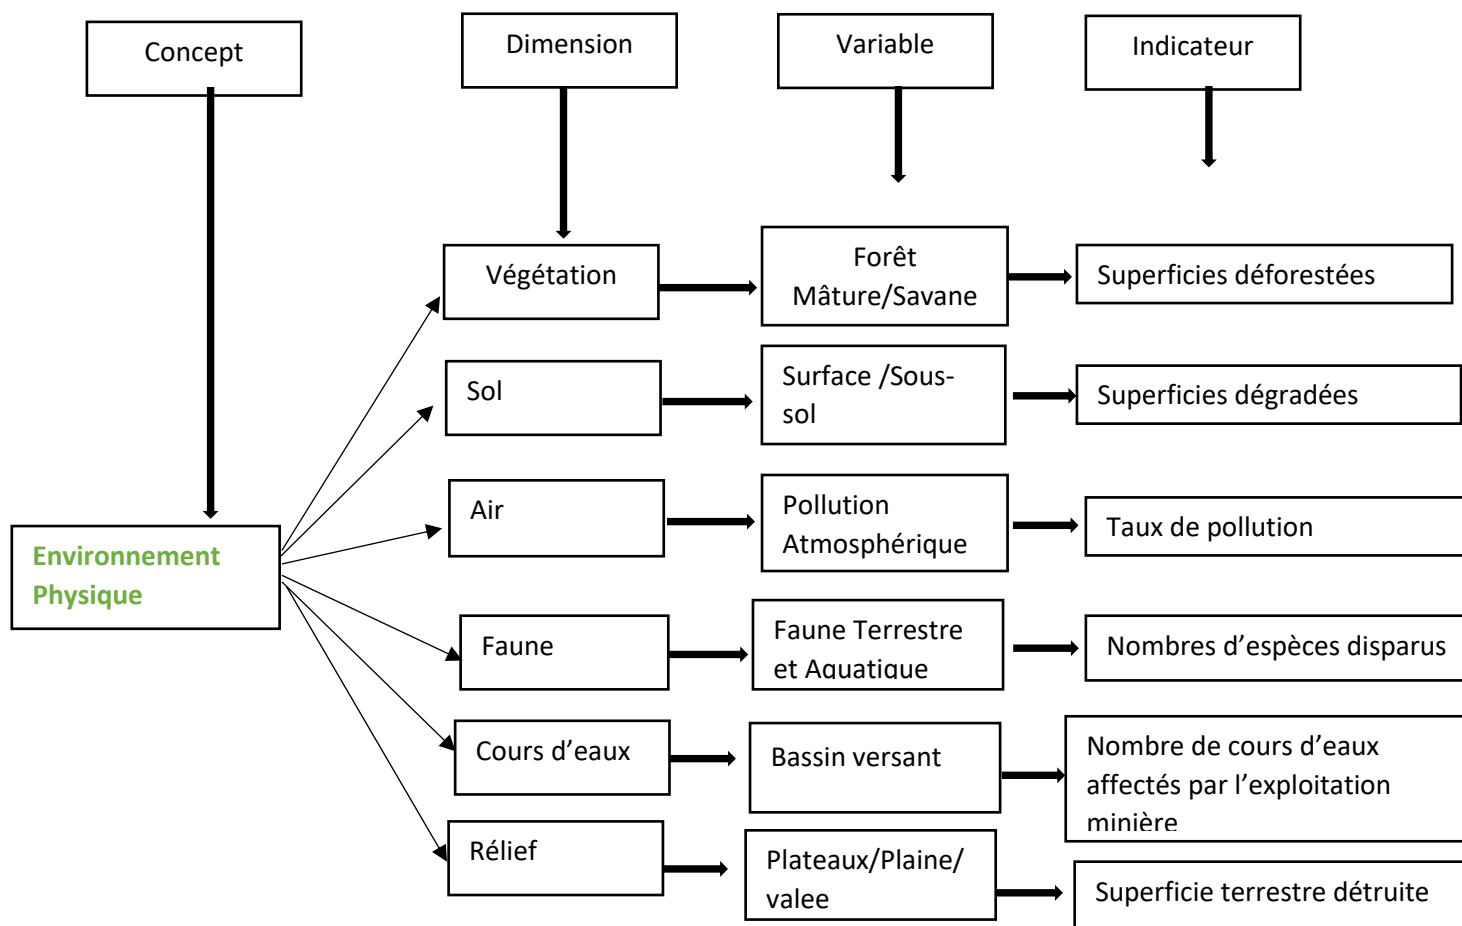 Concept
Dimension
Variable
Indicateur
Végétation
Forêt
Mâture/Savane
Superficies déforestées
Sol
Surface /Sous-
sol
Superficies dégradées
Air
Pollution
Atmosphérique
Taux de pollution
Environnement
Physique
Faune
Faune Terrestre
et Aquatique
Nombres d’espèces disparus
Cours d’eaux
Bassin versant
Nombre de cours d’eaux
affectés par l’exploitation
minière
Rélief
Plateaux/Plaine/
valee
Superficie terrestre détruite